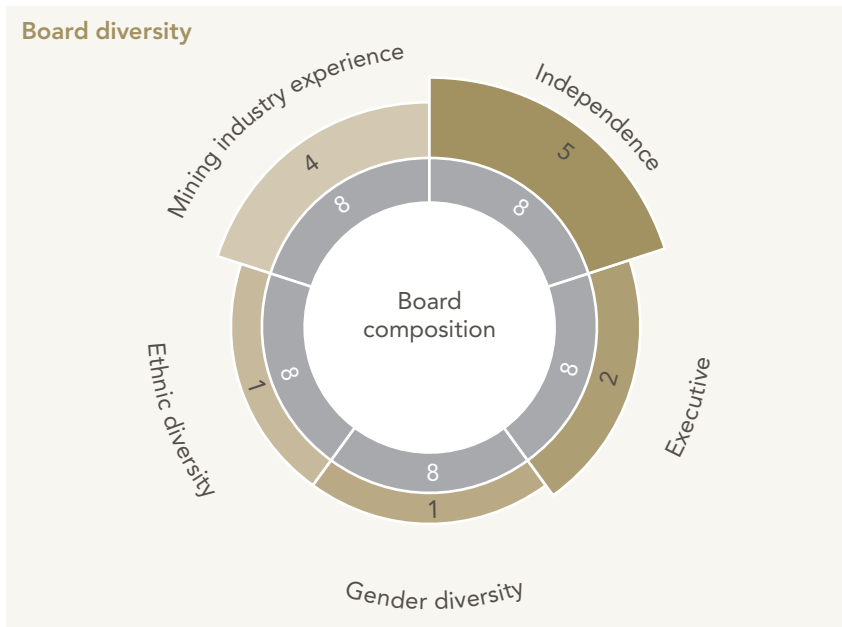 Board diversity
Mining industry experience
4
8
Independence
5
8
Board
composition
Executive
2
8
Gender diversity
1
8
Ethnic diversity
1
8